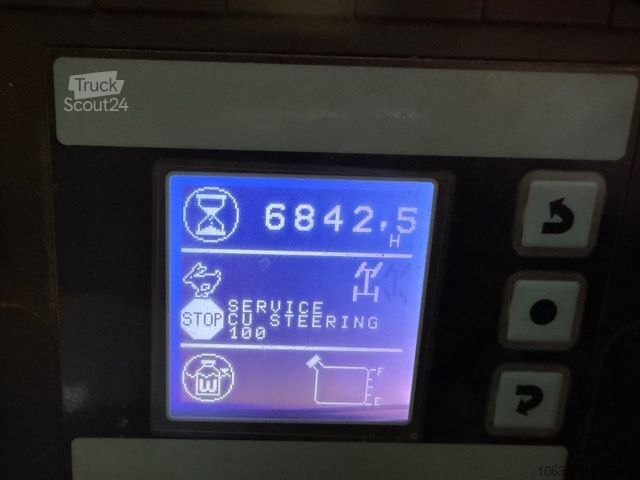 Truck
Scout24
6842,5
H
SERVICE
STOP
CU STEERING
100
W
F
E